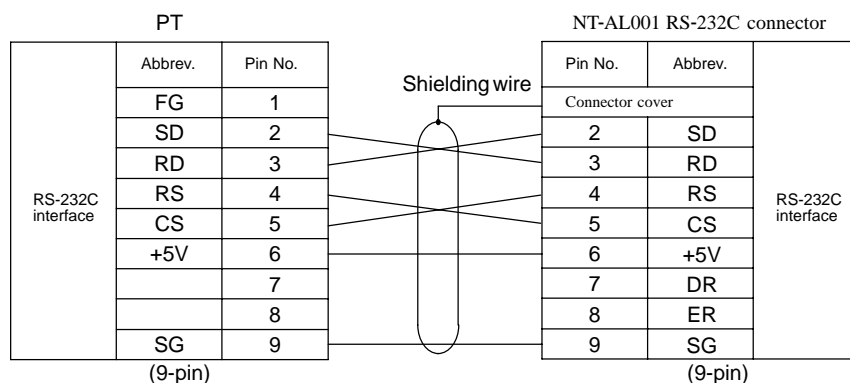 PT
NT-AL001 RS-232C connector
Abbrev. Pin No.
Pin No. Abbrev.
Shielding wire
FG 1
Connector cover
SD 2
2 SD
RD 3
3 RD
RS 4
4 RS
RS-232C
interface
RS-232C
interface
CS 5
5 CS
+5V 6
6 +5V
7
7 DR
8
8 ER
SG 9
9 SG
(9-pin)
(9-pin)